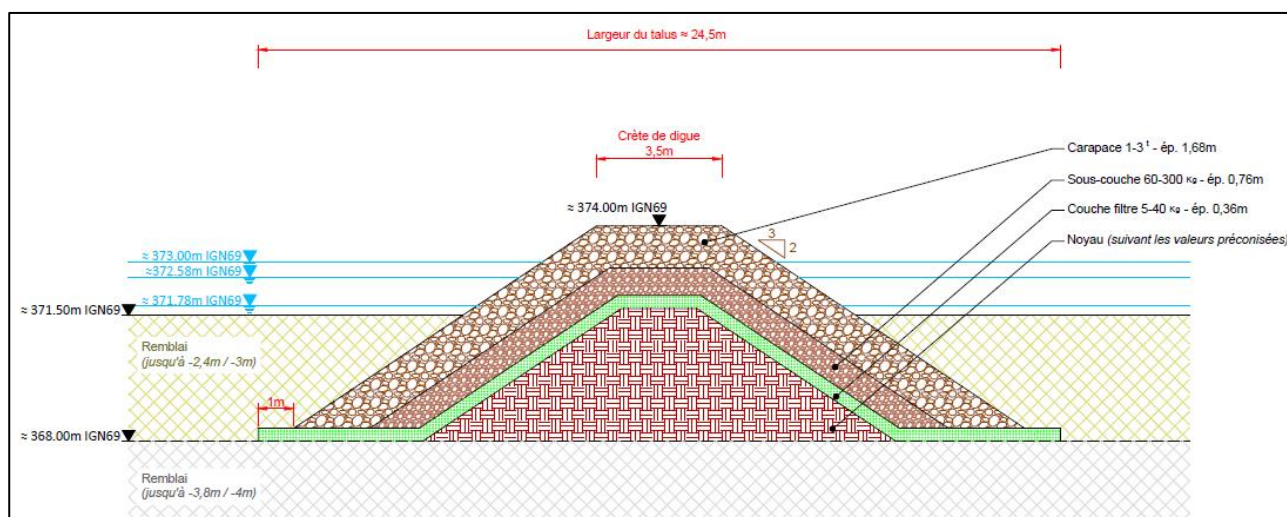 Largeur du talus ≈ 24,5m
Crète de digue
3,5m
Carapace 1-3 t - ép. 1,68m
Sous-couche 60-300 Kg - ép. 0,76m
Couche filtre 5-40 Kg - ép. 0,36m
Noyau (suivant les valeurs préconisées)
≈ 374.00m IGN69
3
2
≈ 373.00m IGN69
≈ 372.58m IGN69
≈ 371.78m IGN69
≈ 371.50m IGN69
Remblai
(jusqu'à -2,4m / -3m)
1m
≈ 368.00m IGN69
Remblai
(jusqu'à -3,8m / -4m)